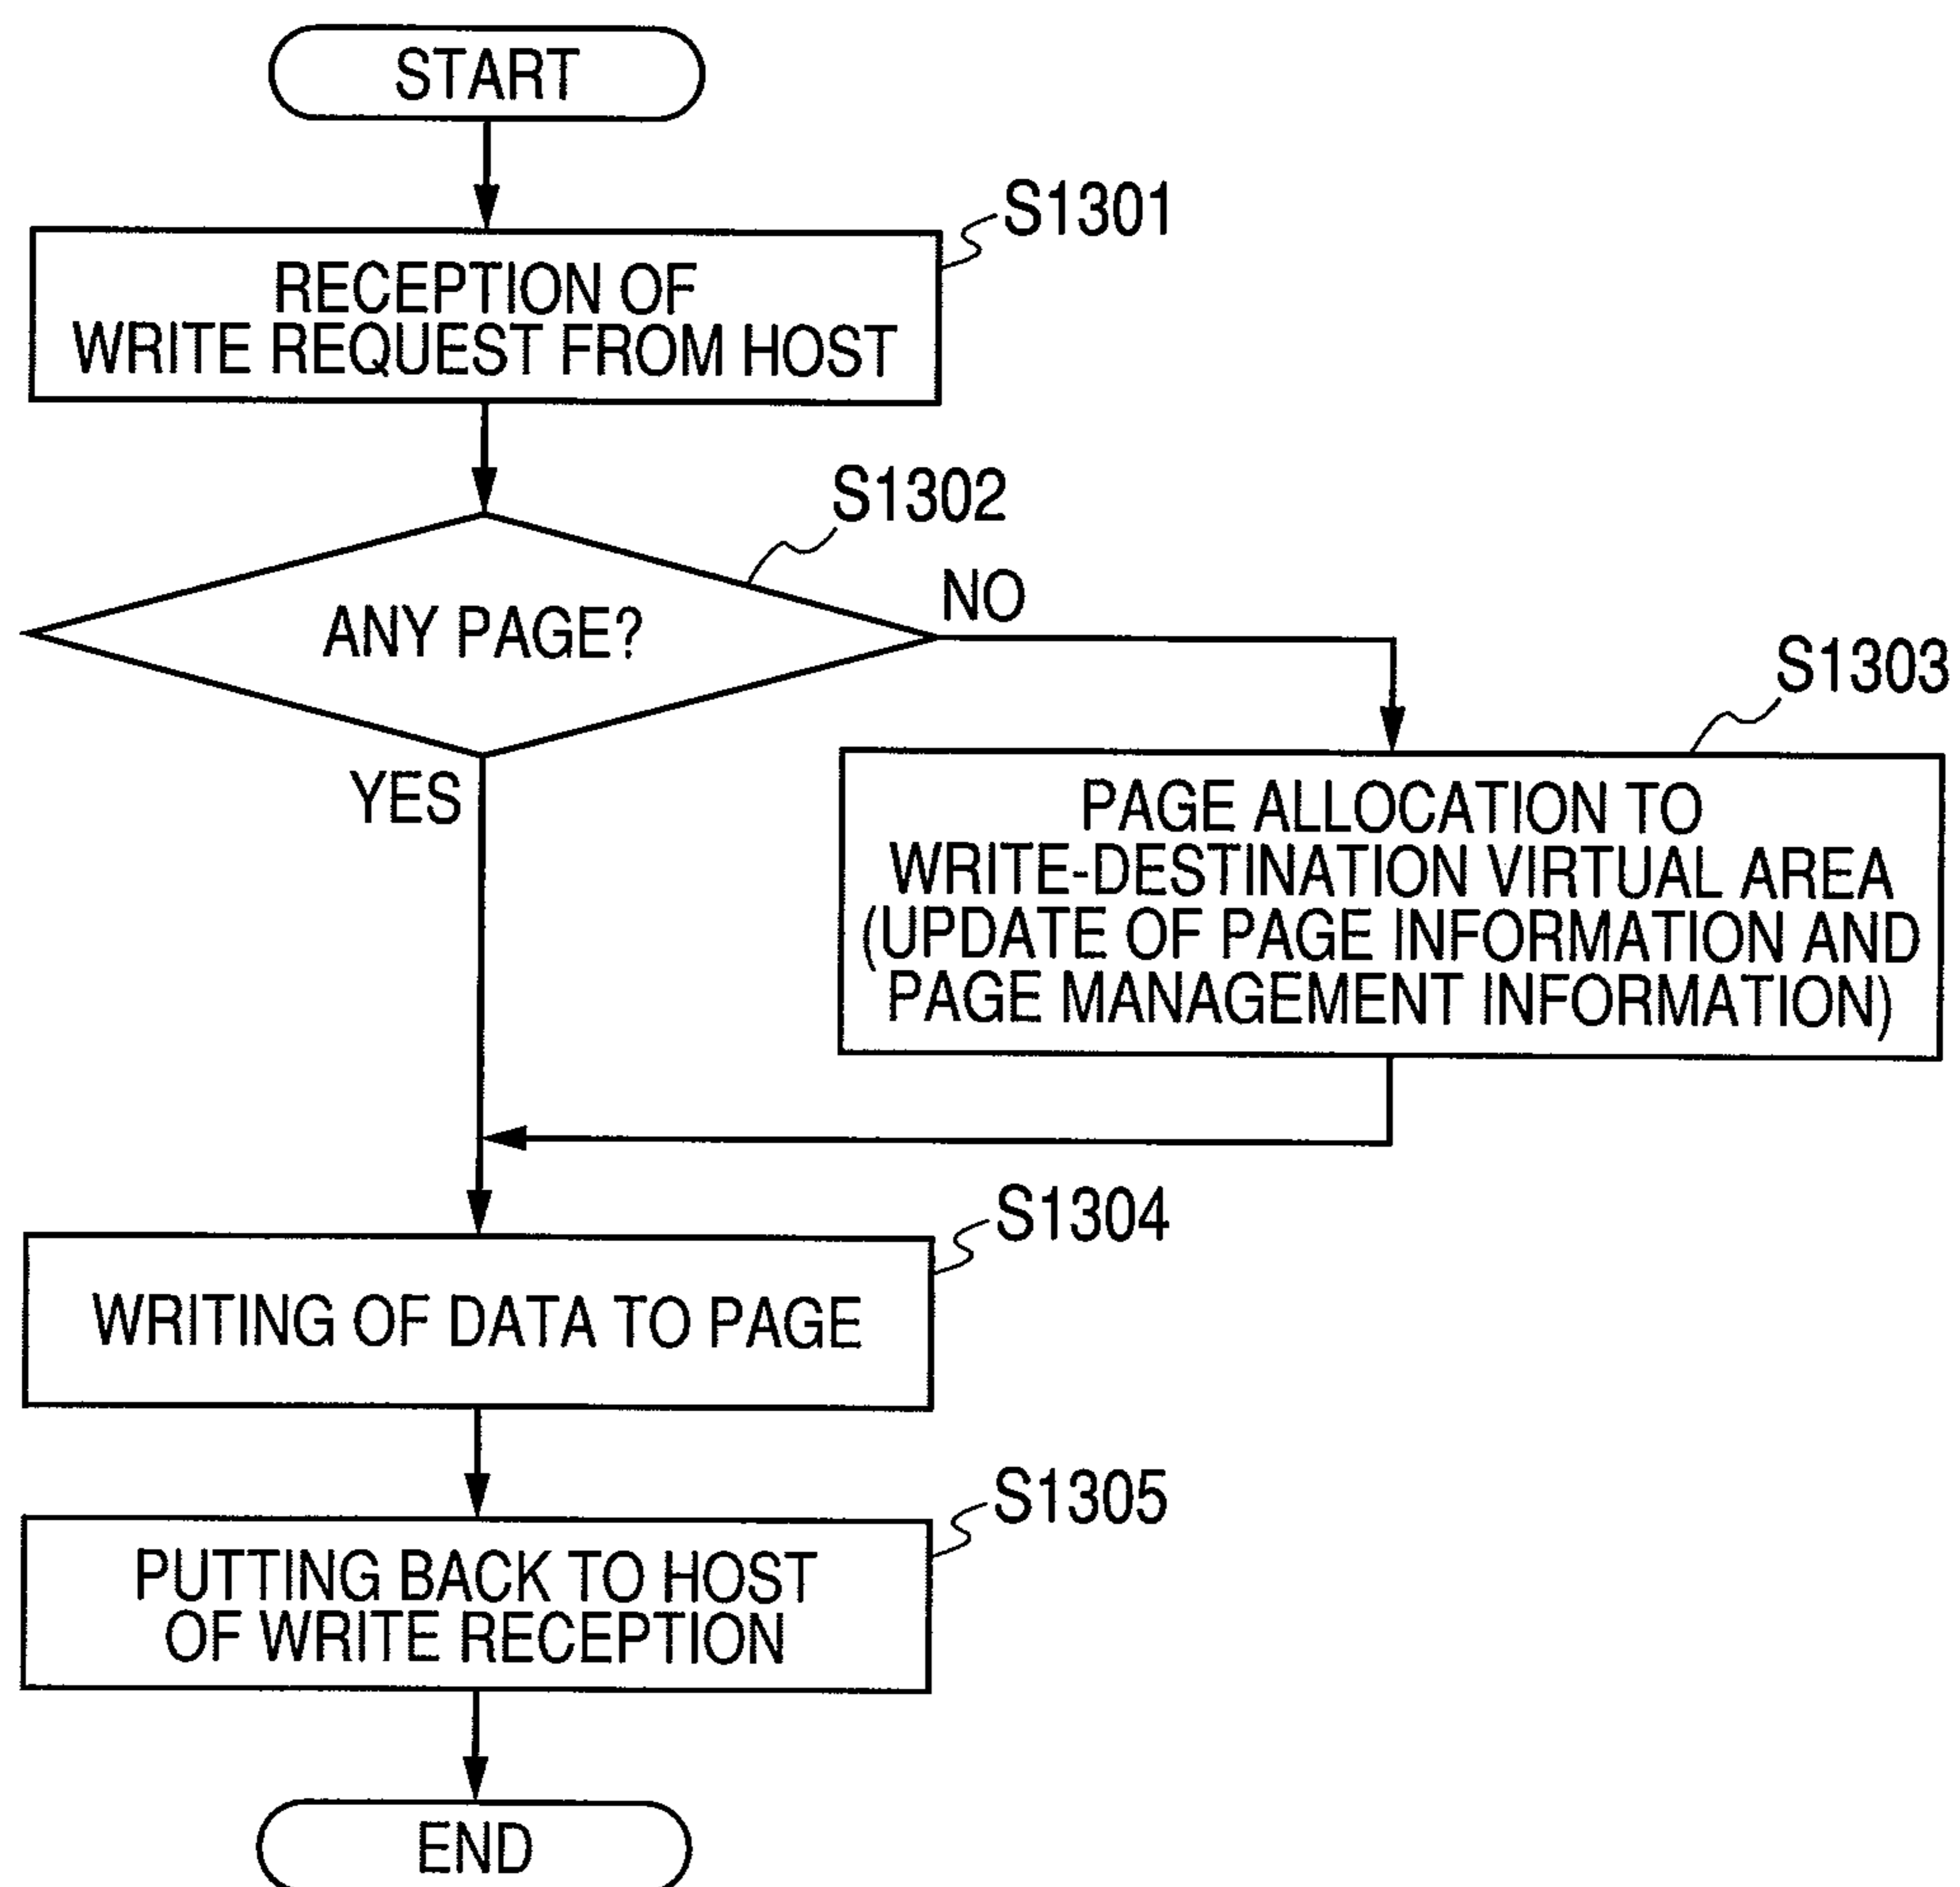 START
S1301
RECEPTION OF
WRITE REQUEST FROM HOST
S1302
ANY PAGE?
NO
YES
S1303
PAGE ALLOCATION TO
WRITE-DESTINATION VIRTUAL AREA
(UPDATE OF PAGE INFORMATION AND
PAGE MANAGEMENT INFORMATION)
S1304
WRITING OF DATA TO PAGE
S1305
PUTTING BACK TO HOST
OF WRITE RECEPTION
END